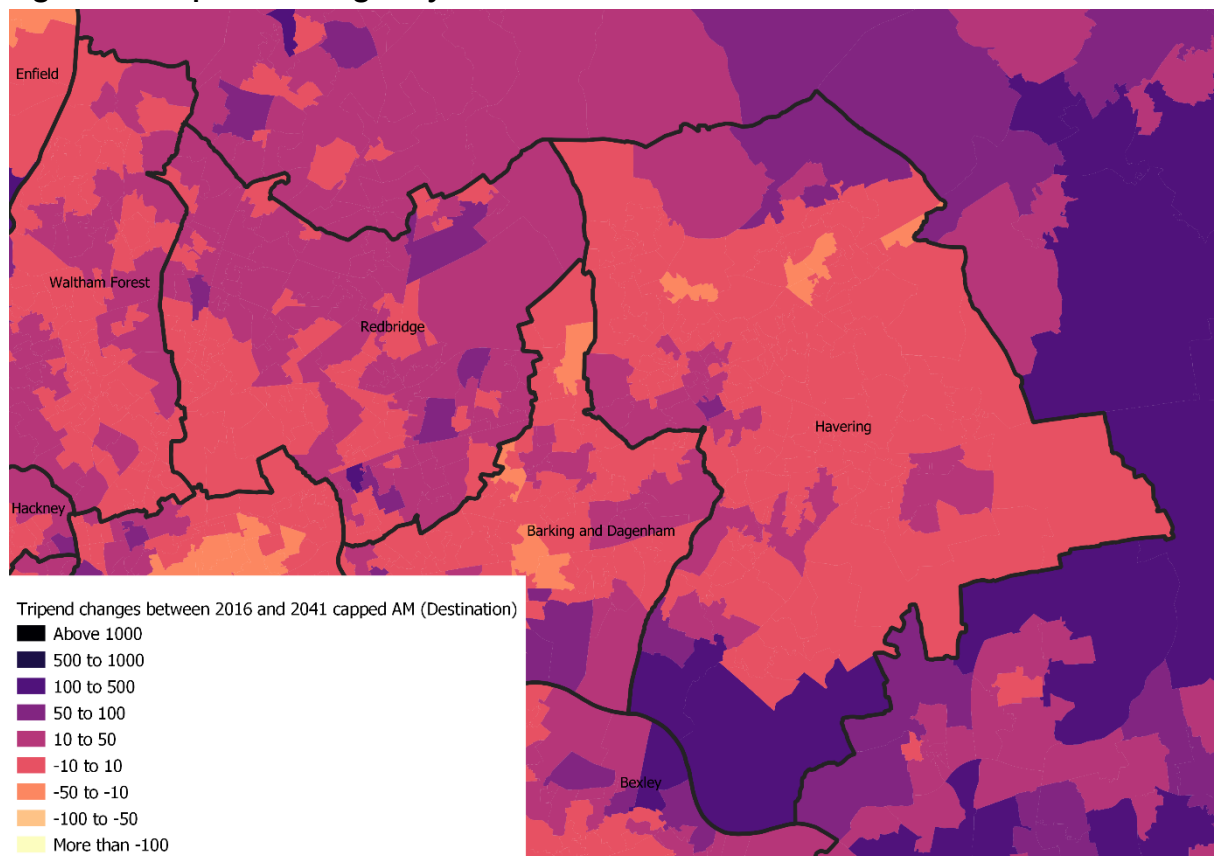 Enfield
Waltham Forest
Redbridge
Havering
Hackney
Barking and Dagenham
Bexley
Tripend changes between 2016 and 2041 capped AM (Destination)
Above 1000
500 to 1000
100 to 500
50 to 100
10 to 50
-10 to 10
-50 to -10
-100 to -50
More than -100